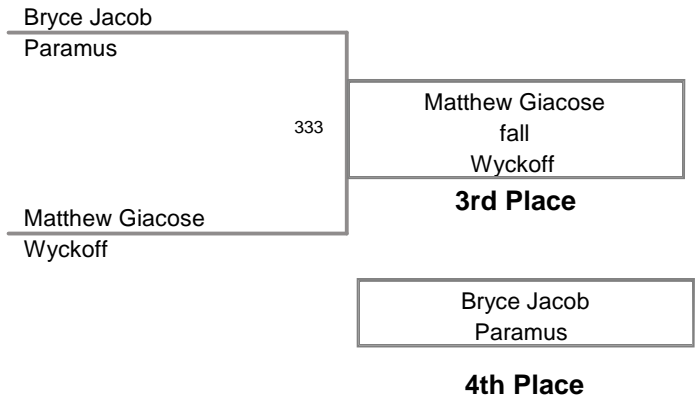 Bryce Jacob
Paramus
Matthew Giacose
fall
333
Wyckoff
3rd Place
Matthew Giacose
Wyckoff
Bryce Jacob
Paramus
4th Place